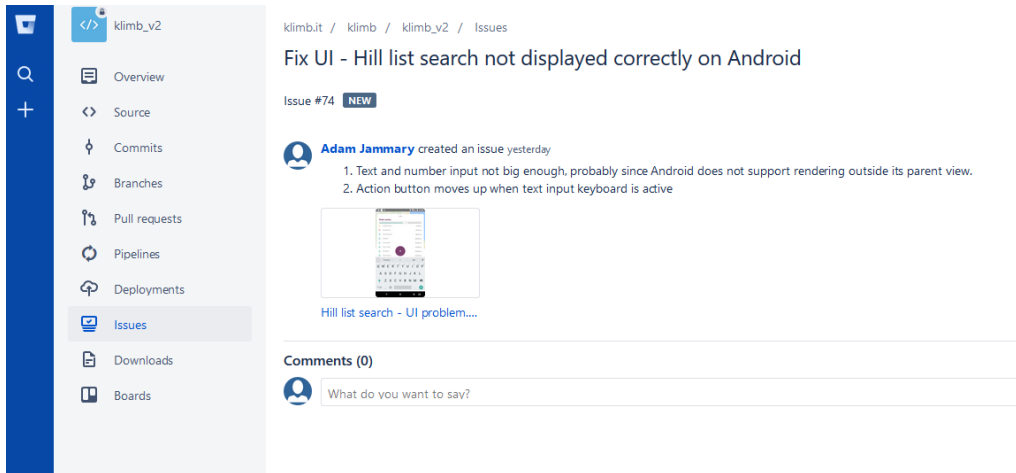 klimb_v2
Overview
Source
Commits
Branches
Pull requests
Pipelines
Deployments
Issues
Downloads
Boards
klimb.it / klimb / klimb_v2 / Issues
Fix UI - Hill list search not displayed correctly on Android
Issue #74 NEW
Adam Jammary created an issue yesterday
1. Text and number input not big enough, probably since Android does not support rendering outside its parent view.
2. Action button moves up when text input keyboard is active
Hill list search - UI problem....
Comments (0)
What do you want to say?